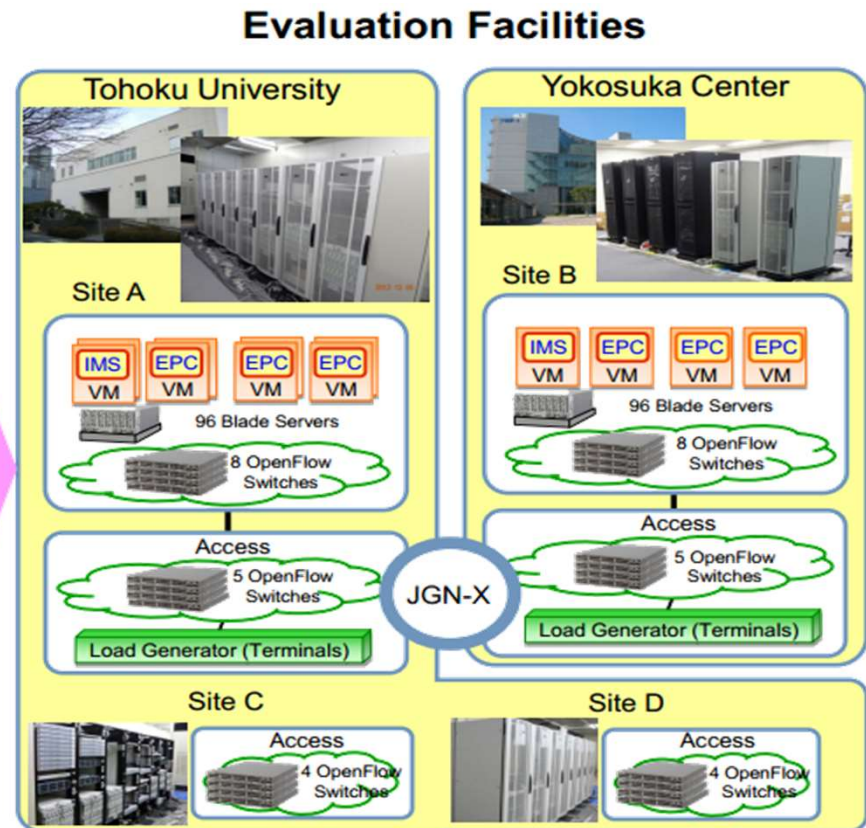 Evaluation Facilities
Tohoku University
Site A
IMS
VM
EPC
VM
EPC
VM
EPC
VM
96 Blade Servers
8 OpenFlow
Switches
Access
5 OpenFlow
Switches
Load Generator (Terminals)
JGN-X
Yokosuka Center
Site B
IMS
VM
EPC
VM
EPC
VM
EPC
VM
96 Blade Servers
8 OpenFlow
Switches
Access
5 OpenFlow
Switches
Load Generator (Terminals)
Site C
Access
4 OpenFlow
Switches
Site D
Access
4 OpenFlow
Switches